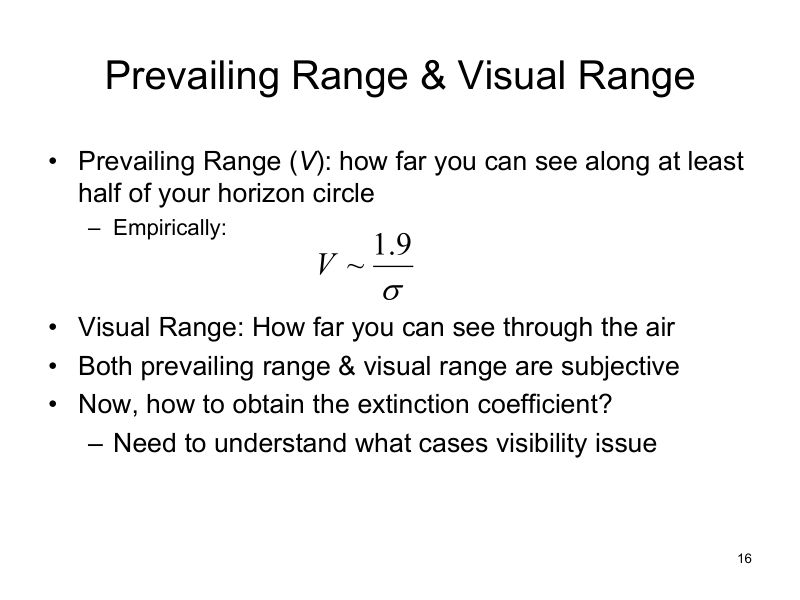 Prevailing Range & Visual Range
• Prevailing Range (V): how far you can see along at least
half of your horizon circle
– Empirically:
V ~ 1.9
σ
• Visual Range: How far you can see through the air
• Both prevailing range & visual range are subjective
• Now, how to obtain the extinction coefficient?
– Need to understand what cases visibility issue
16